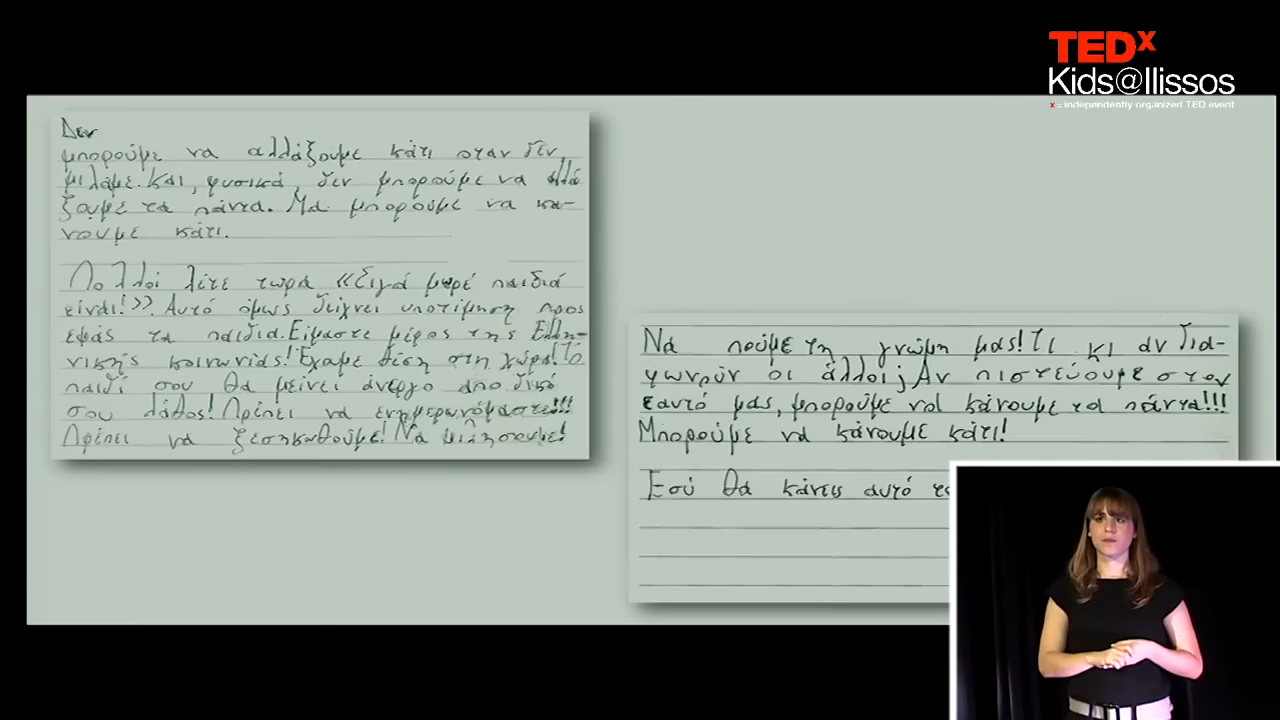 TEDx
Kids@Ilissos
x = independently organized TED event
Δεν
μπορούμε να αλλάξουμε κάτι όταν δεν
μιλάμε. Και, φυσικά, δεν μπορούμε να αλλά
ξουμε τα πάντα. Μα μπορούμε να κα-
νουμε κάτι.
Πολλοί λέτε τώρα «Σιγά μωρέ παιδιά
είναι!». Αυτό όμως δείχνει υποτίμηση προς
εμάς τα παιδιά. Είμαστε μέρος της Ελλη-
νικής κοινωνίας! Έχουμε θέση στη χώρα! Το
παιδί σου θα μείνει άνεργο απο δικό
σου λάθος! Πρέπει να ενημερωνόμαστε!!!
Πρέπει να ξεσηκωθούμε! Να μιλήσουμε!
Να πούμε τη γνώμη μας! Τι κι αν δια-
φωνούν οι άλλοι; Αν πιστεύουμε στον
εαυτό μας, μπορούμε να κάνουμε τα πάντα!!!
Μπορούμε να κάνουμε κάτι!
Εσύ θα κάνεις αυτό